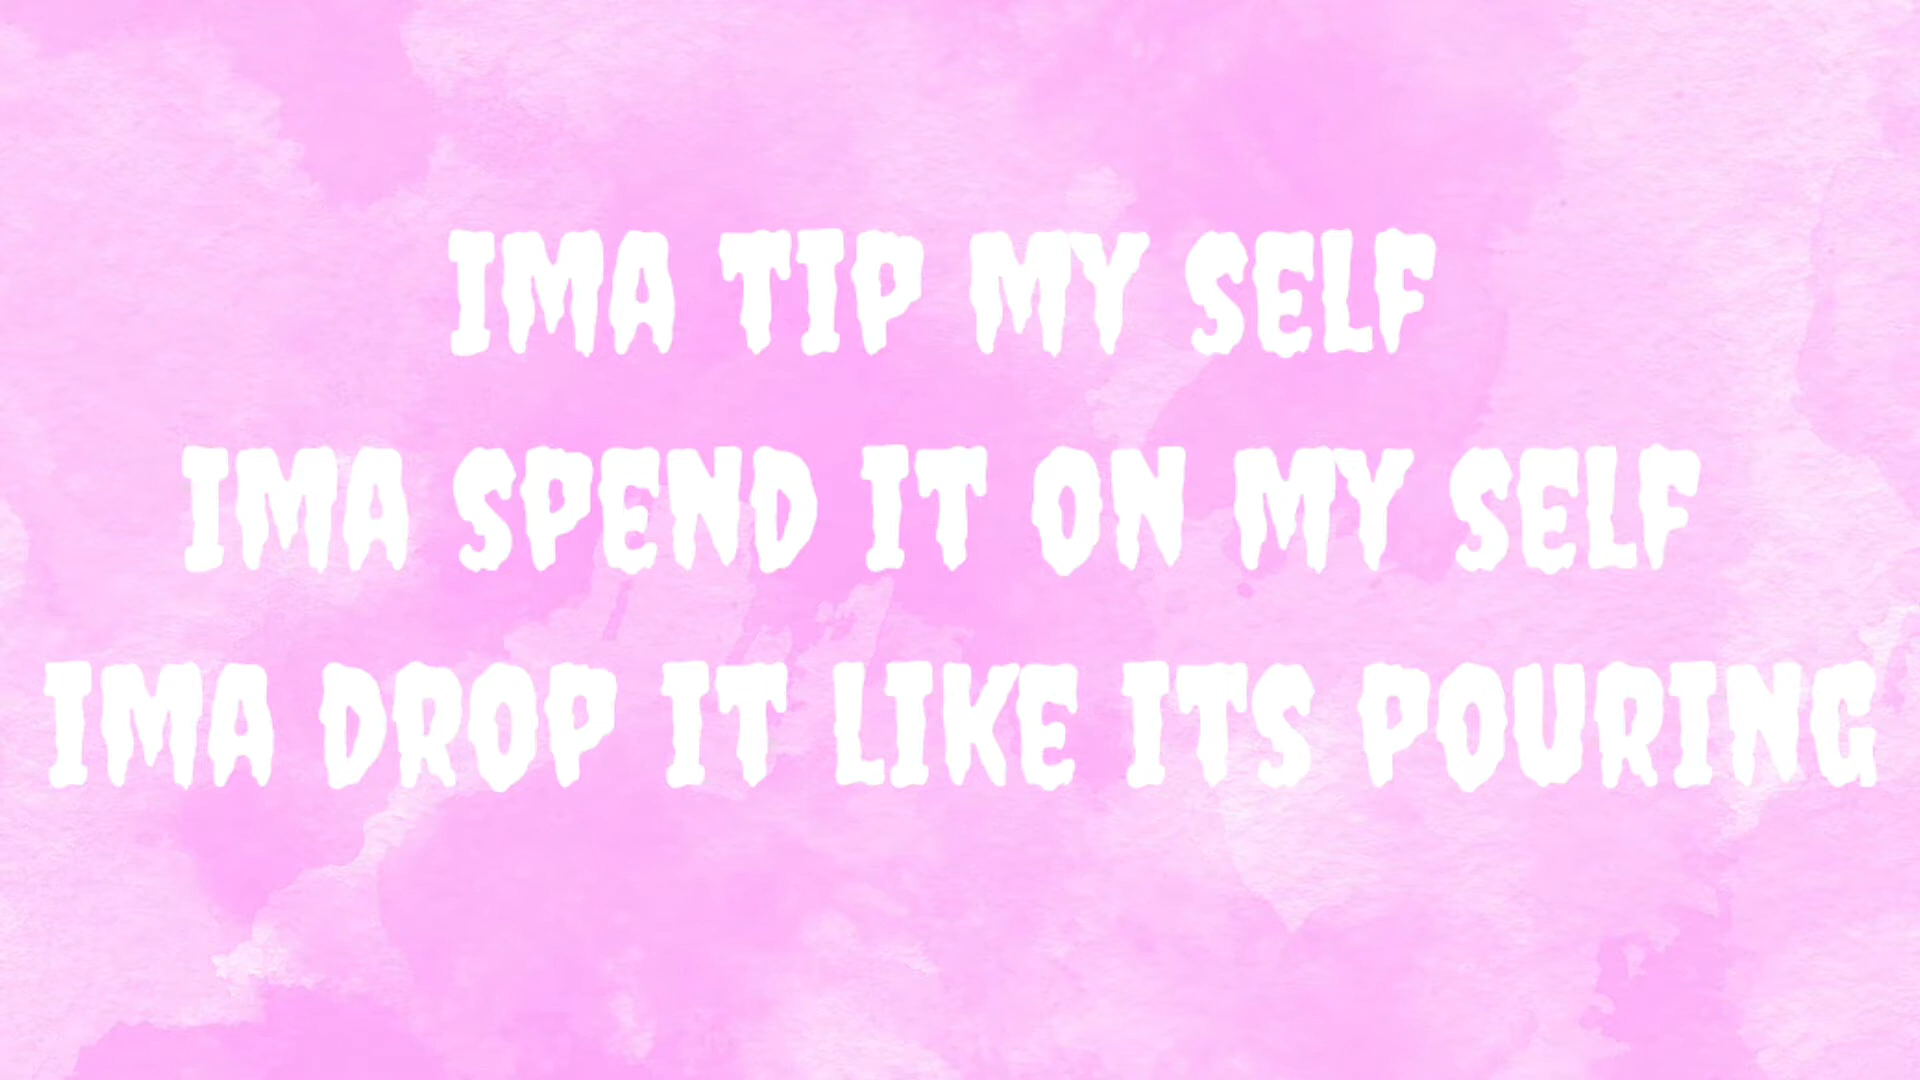 IMA TIP MY SELF
IMA SPEND IT ON MY SELF
IMA DROP IT LIKE ITS POURING